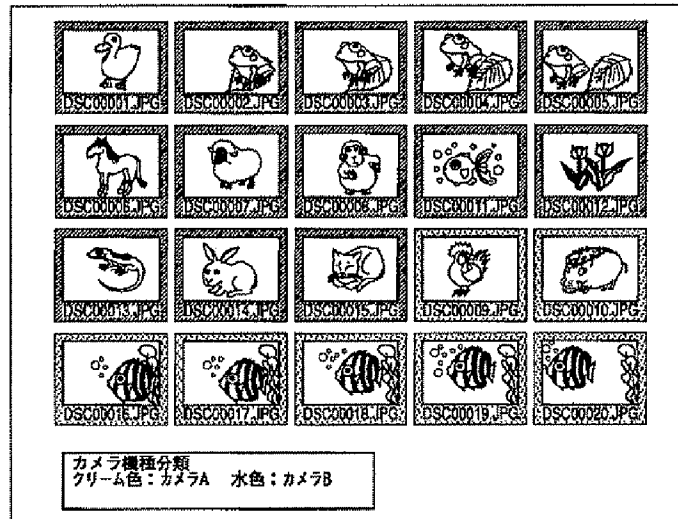 DSC00001.JPG
DSC00002.JPG
DSC00003.JPG
DSC00004.JPG
DSC00005.JPG
DSC00006.JPG
DSC00007.JPG
DSC00008.JPG
DSC00011.JPG
DSC00012.JPG
DSC00013.JPG
DSC00014.JPG
DSC00015.JPG
DSC00009.JPG
DSC00010.JPG
DSC00016.JPG
DSC00017.JPG
DSC00018.JPG
DSC00019.JPG
DSC00020.JPG
カメラ機種分類
クリーム色：カメラA 水色：カメラB